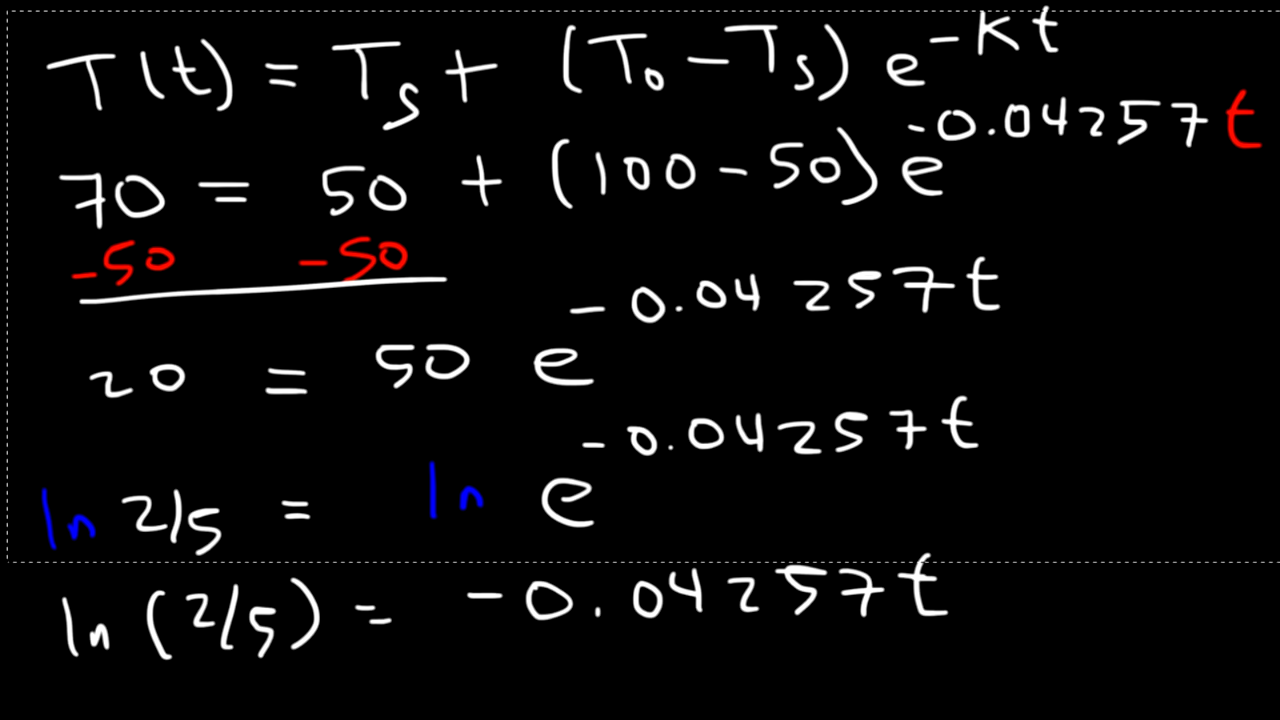 T(t) = Ts + (T0 - Ts) e^-kt
70 = 50 + (100 - 50) e^-0.04257t
-50 -50
20 = 50 e^-0.04257t
ln 2/5 = ln e^-0.04257t
ln (2/5) = -0.04257t